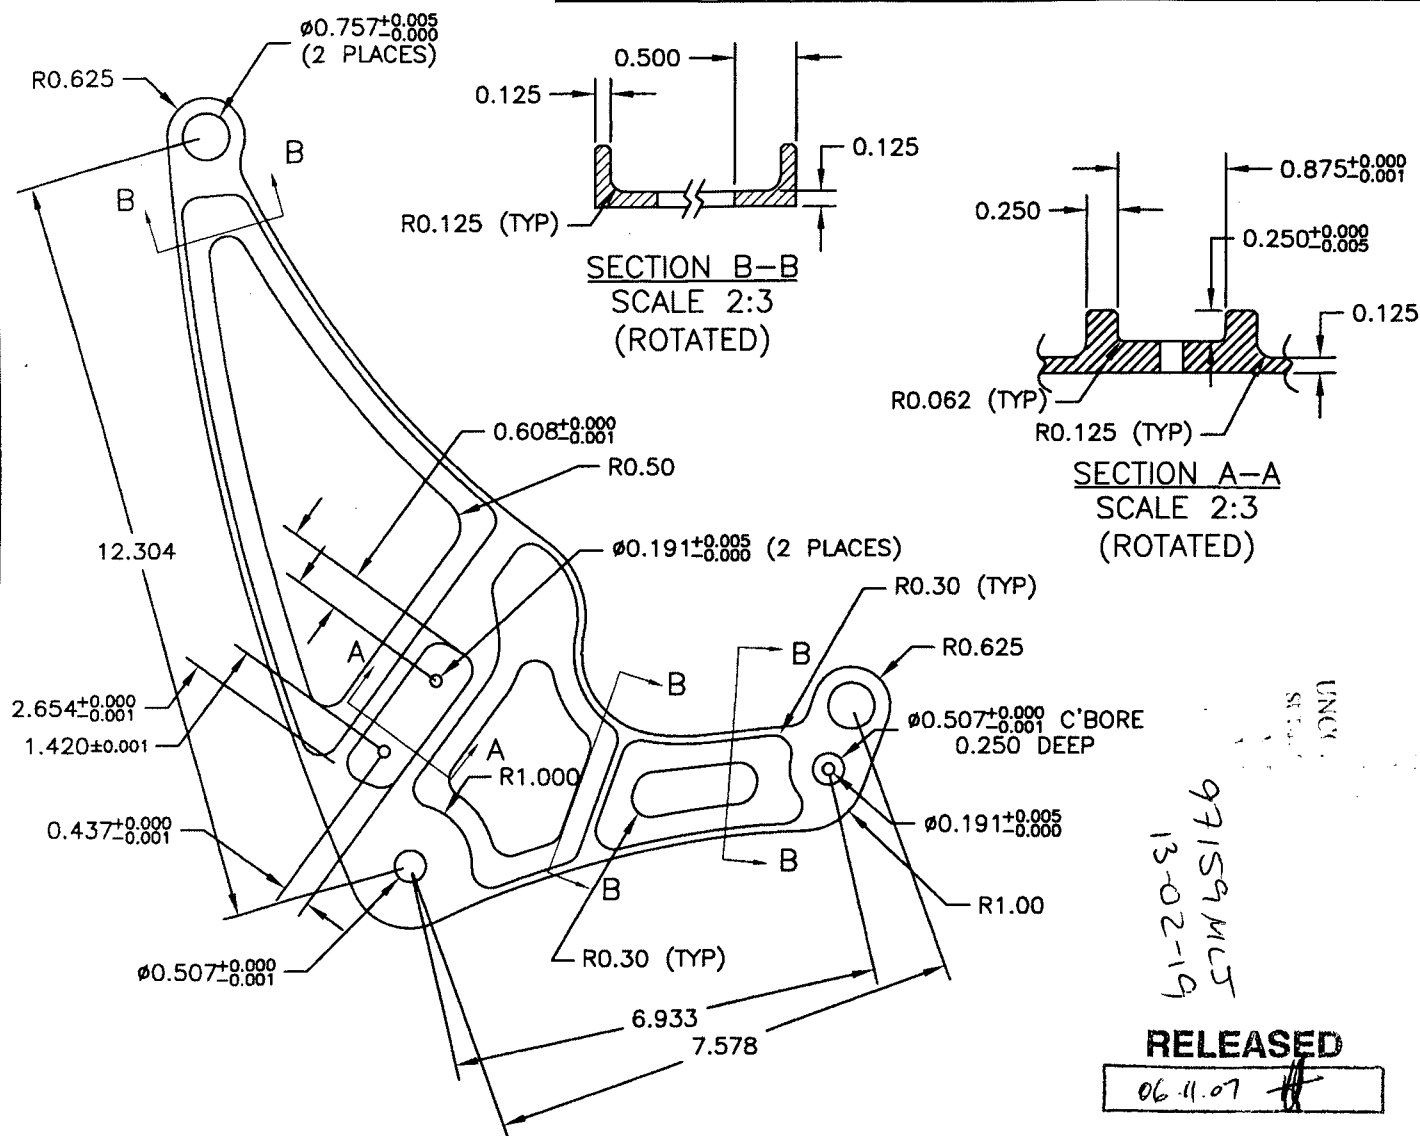 ø0.757+0.005 -0.000
(2 PLACES)
R0.625
0.500
0.125
0.125
R0.125 (TYP)
SECTION B-B
SCALE 2:3
(ROTATED)
0.875+0.000 -0.001
0.250
0.250+0.000 -0.005
0.125
R0.062 (TYP)
R0.125 (TYP)
SECTION A-A
SCALE 2:3
(ROTATED)
B
B
0.608+0.000 -0.001
R0.50
12.304
ø0.191+0.005 -0.000 (2 PLACES)
R0.30 (TYP)
R0.625
A
B
B
2.654+0.000 -0.001
1.420±0.001
ø0.507+0.000 -0.001 C'BORE
0.250 DEEP
A
R1.000
0.437+0.000 -0.001
ø0.191+0.005 -0.000
B
B
R1.00
R0.30 (TYP)
ø0.507+0.000 -0.001
6.933
7.578
97159MLJ
13-02-19
RELEASED
06.11.07